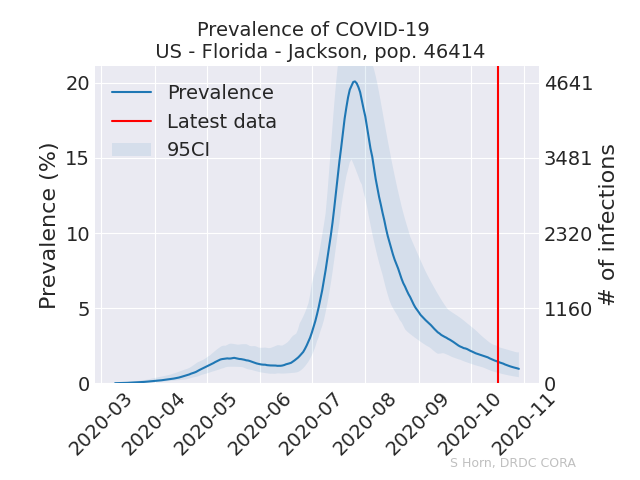 Prevalence of COVID-19
US - Florida - Jackson, pop. 46414
Prevalence
Latest data
95CI
Prevalence (%)
20
15
10
5
0
4641
3481
2320
1160
0
# of infections
2020-03
2020-04
2020-05
2020-06
2020-07
2020-08
2020-09
2020-10
2020-11
S Horn, DRDC CORA